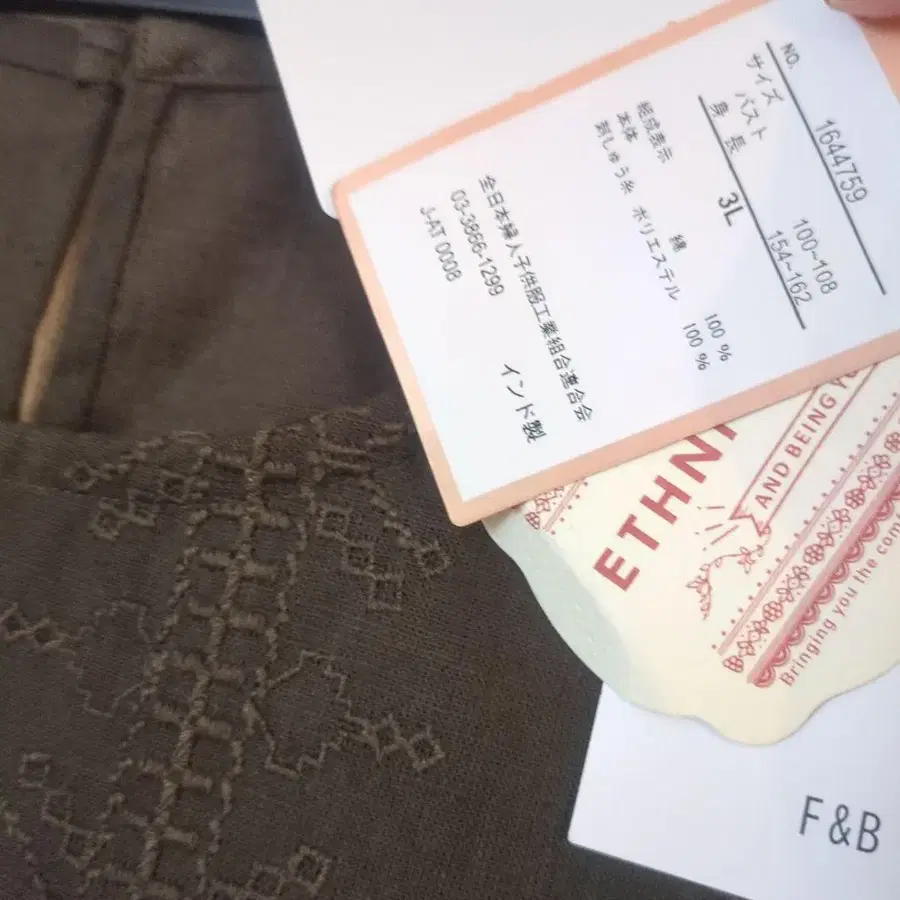 NO. 1644759
サイズ
バスト 100~108
身長 154~162
3L
組成表示
本体 綿 100 %
刺しゅう糸 ポリエステル 100 %
全日本婦人子供服工業組合連合会
03-3866-1299
J-AT 0008
インド製
AND BEING
Bringing you the
F&B